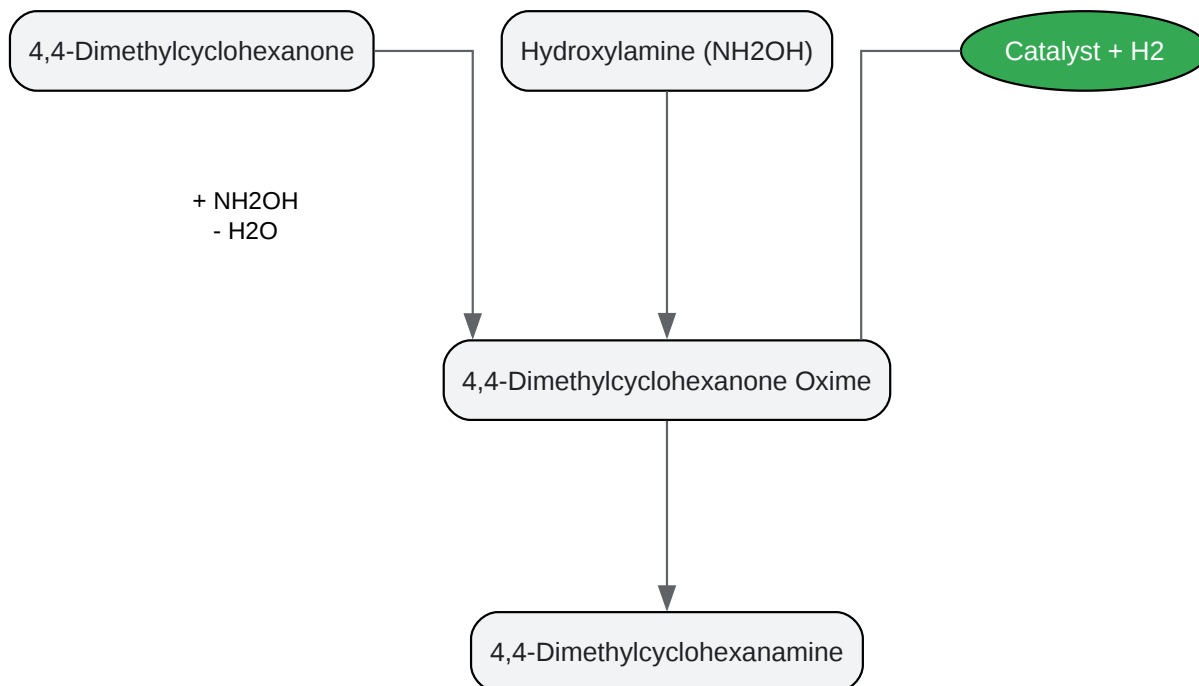 4,4-Dimethylcyclohexanone
Hydroxylamine (NH2OH)
Catalyst + H2
+ NH2OH
- H2O
4,4-Dimethylcyclohexanone Oxime
4,4-Dimethylcyclohexanamine